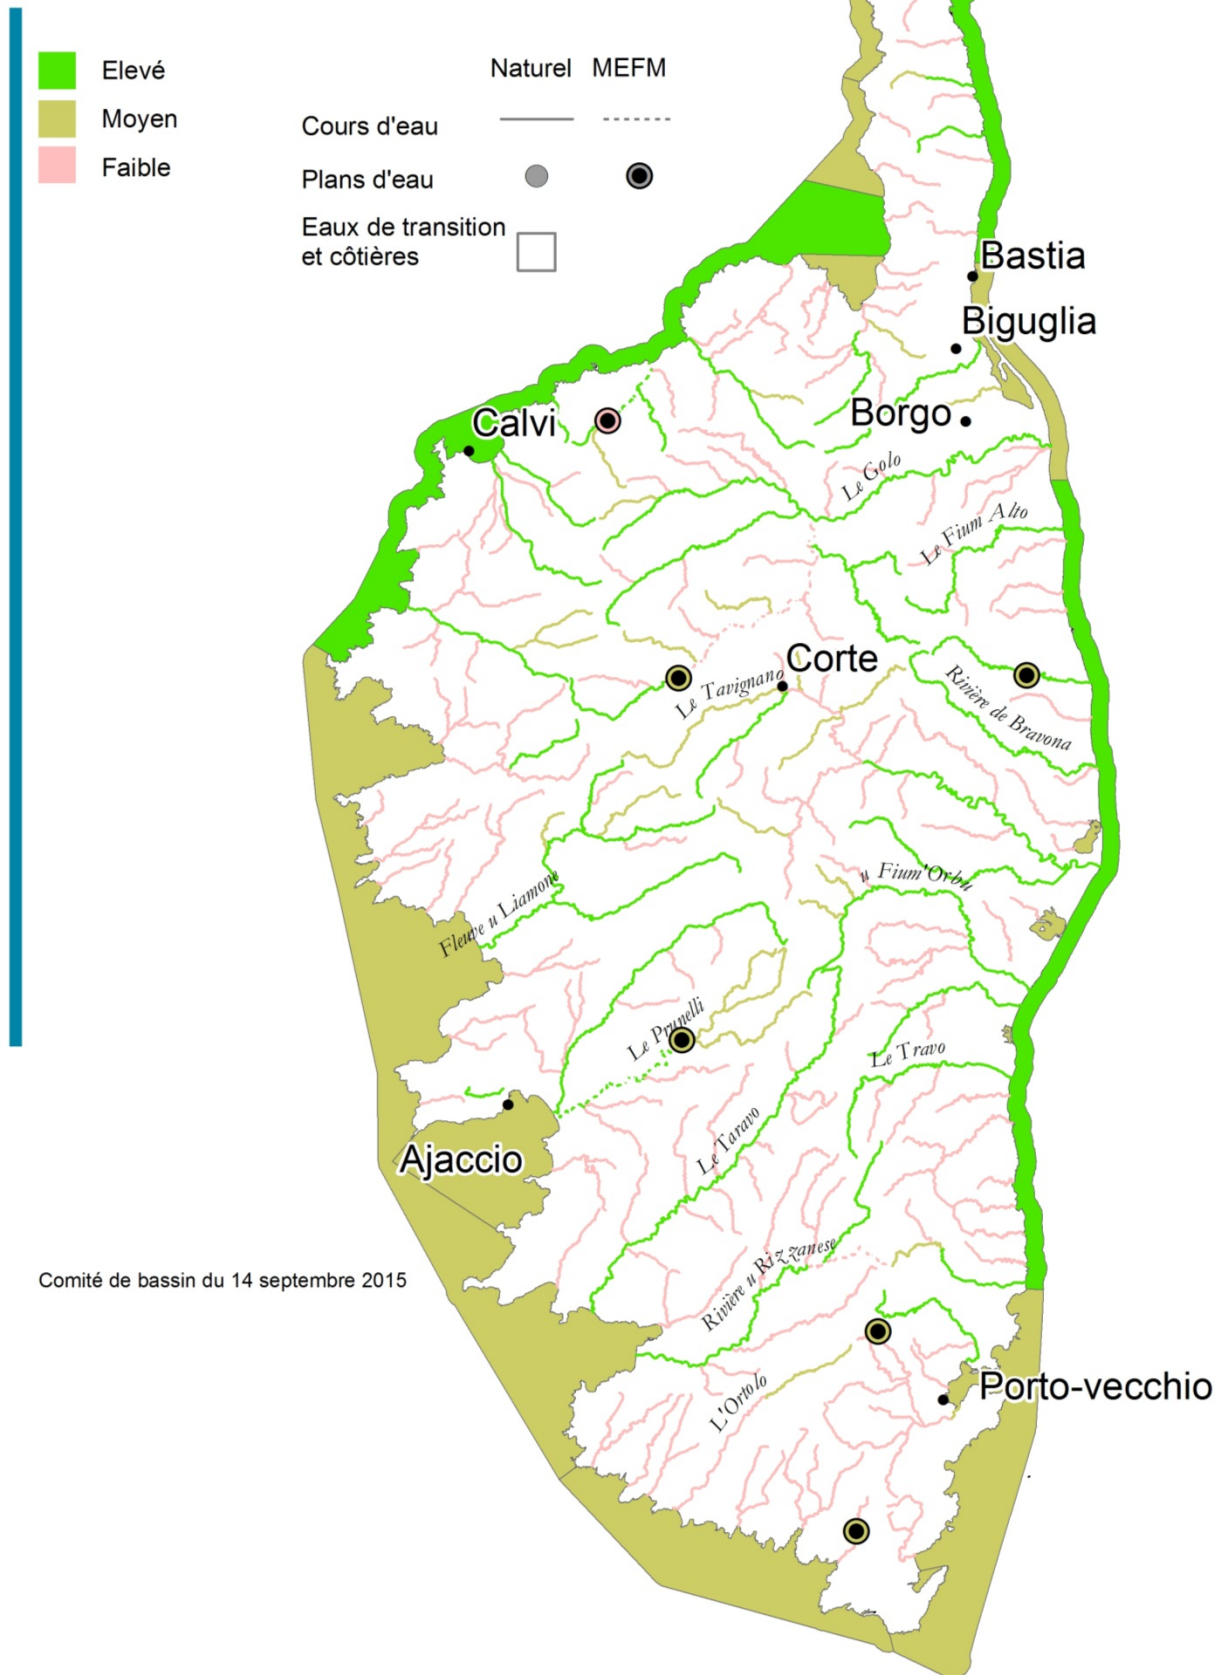 Elevé
Moyen
Faible
Naturel MEFM
Cours d'eau
Plans d'eau
Eaux de transition
et côtières
Bastia
Biguglia
Calvi
Borgo
Le Golo
Le Fium Alto
Corte
Le Tavignano
Rivière de Bravona
u Fium'Orbu
Fleuve u Liamone
Le Prunelli
Le Travo
Le Taravo
Ajaccio
Rivière u Rizzanese
Comité de bassin du 14 septembre 2015
L'Ortolo
Porto-vecchio